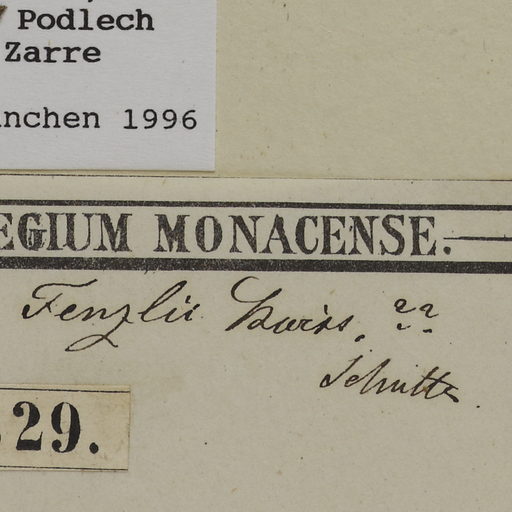 Podlech
Zarre
nchen 1996
EGIUM MONACENSE.
Fenzlii
29.